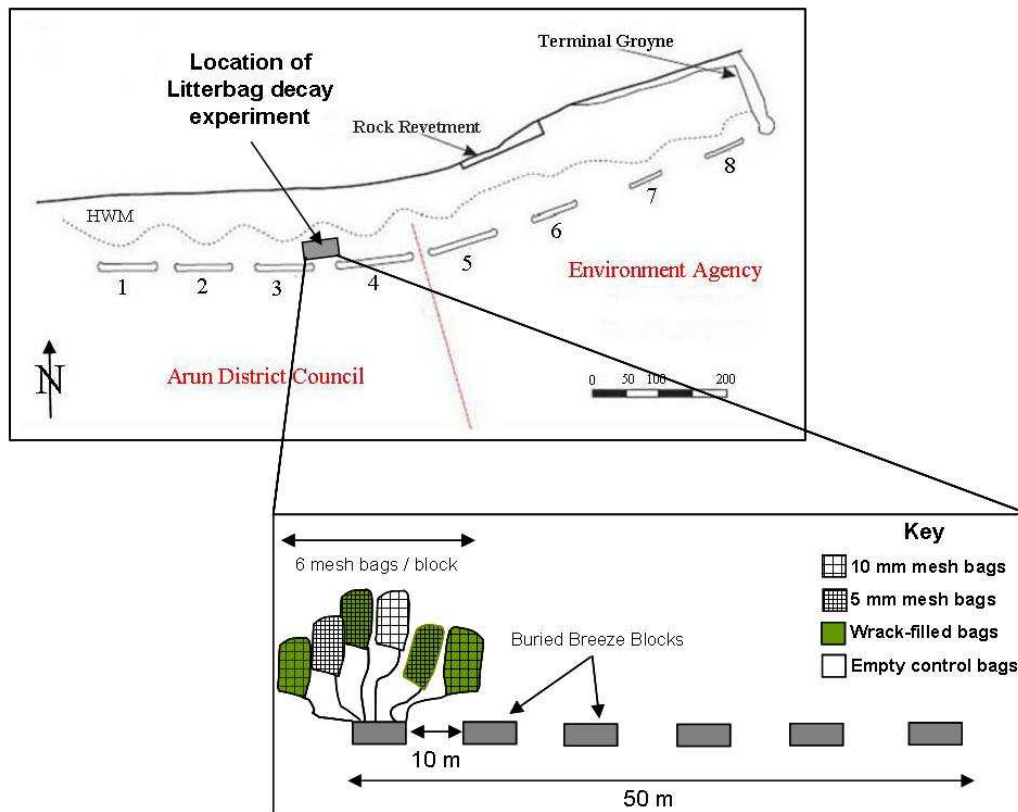 Terminal Groyne
Location of
Litterbag decay
experiment
Rock Revetment
HWM
8
7
6
5
1
2
3
4
Environment Agency
N
Arun District Council
0 50 100 200
Key
6 mesh bags / block
10 mm mesh bags
5 mm mesh bags
Buried Breeze Blocks
Wrack-filled bags
Empty control bags
10 m
50 m